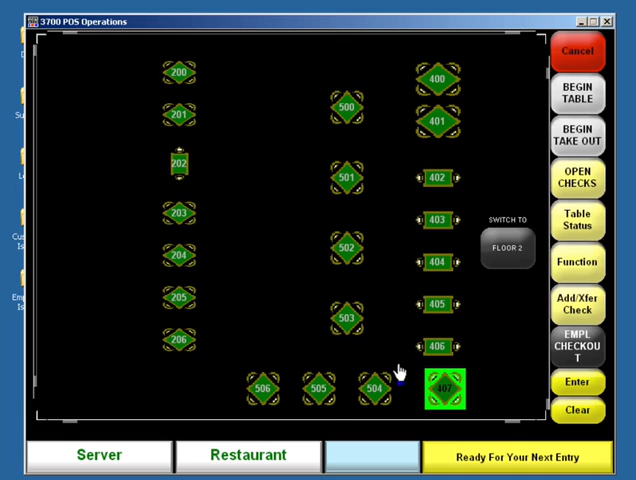 3700 POS Operations
200
201
202
203
204
205
206
500
501
502
503
506
505
504
400
401
402
403
404
405
406
407
SWITCH TO
FLOOR 2
Cancel
BEGIN
TABLE
BEGIN
TAKE OUT
OPEN
CHECKS
Table
Status
Function
Add/Xfer
Check
EMPL
CHECKOU
T
Enter
Clear
Server
Restaurant
Ready For Your Next Entry